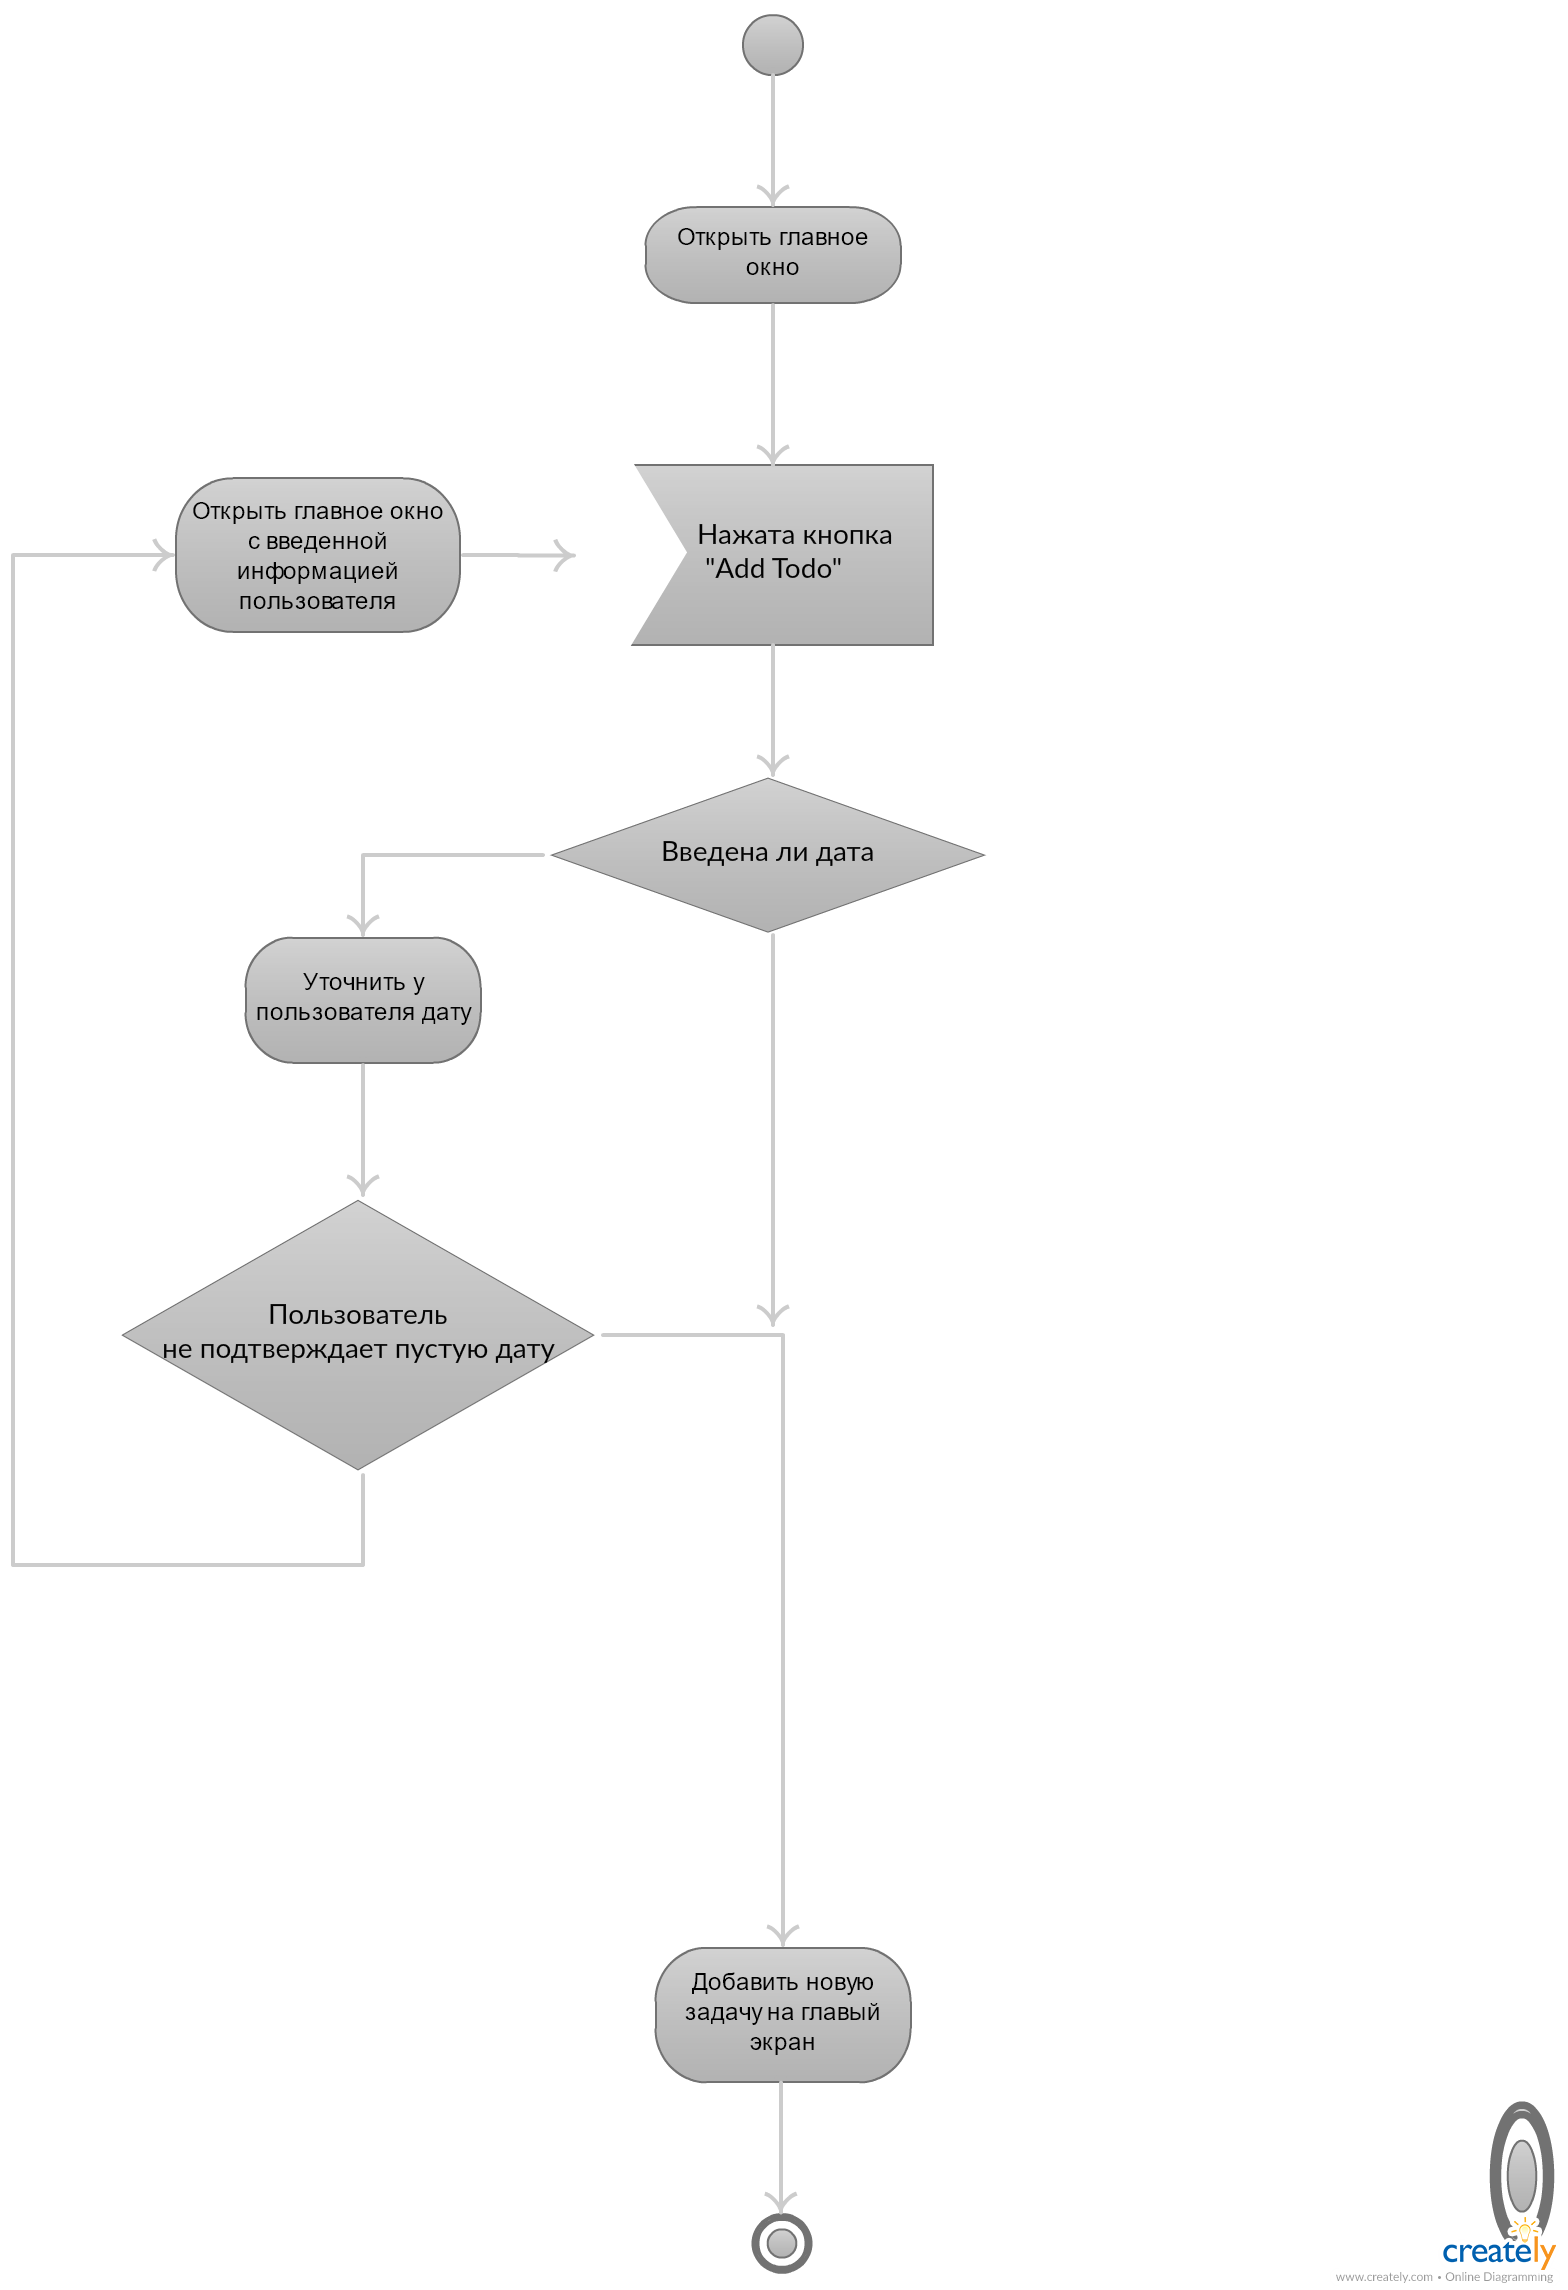 Открыть главное
окно
Открыть главное окно
с введенной
информацией
пользователя
Нажата кнопка
"Add Todo"
Введена ли дата
Уточнить у
пользователя дату
Пользователь
не подтверждает пустую дату
Добавить новую
задачу на главый
экран
creately
www.creately.com • Online Diagramming